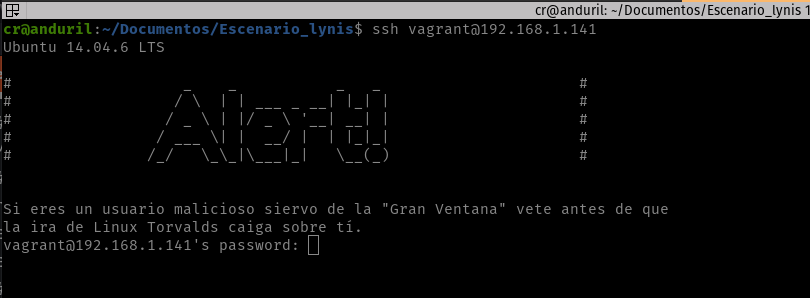 cr@anduril: ~/Documentos/Escenario_lynis 1
cr@anduril:~/Documentos/Escenario_lynis$ ssh vagrant@192.168.1.141
Ubuntu 14.04.6 LTS
#                    _    _           _   _                      #
#                   / \  | | ___ _ __| |_| |                     #
#                  / _ \ | |/ _ \ '__| __| |                     #
#                 / ___ \| |  __/ |  | |_|_|                     #
#                /_/   \_\_|\___|_|   \__(_)                     #
Si eres un usuario malicioso siervo de la "Gran Ventana" vete antes de que
la ira de Linux Torvalds caiga sobre tí.
vagrant@192.168.1.141's password: